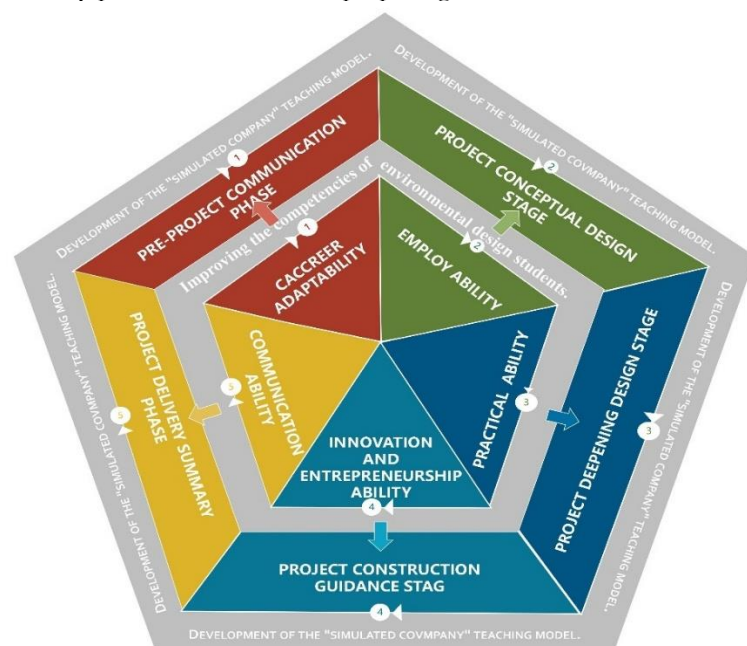 DEVELOPMENT OF THE "SIMULATED COVMPANY" TEACHING MODEL.
DEVELOPMENT OF THE "SIMULATED COVMPANY" TEACHING MODEL.
1
PRE-PROJECT COMMUNICATION
PHASE
2
PROJECT CONCEPTUAL DESIGN
STAGE
Improving the competencies of environmental design students.
1
CACCREER
ADAPTABILITY
2
EMPLOY ABILITY
DEVELOPMENT OF THE "SIMULATED COVMPANY" TEACHING MODEL.
5
PROJECT DELIVERY SUMMARY
PHASE
5
COMMUNICATION
ABILITY
3
PRACTICAL ABILITY
PROJECT DEEPENING DESIGN STAGE
3
DEVELOPMENT OF THE "SIMULATED COVMPANY" TEACHING MODEL.
INNOVATION
AND
ENTREPRENEURSHIP
ABILITY
4
PROJECT CONSTRUCTION
GUIDANCE STAG
4
DEVELOPMENT OF THE "SIMULATED COVMPANY" TEACHING MODEL.